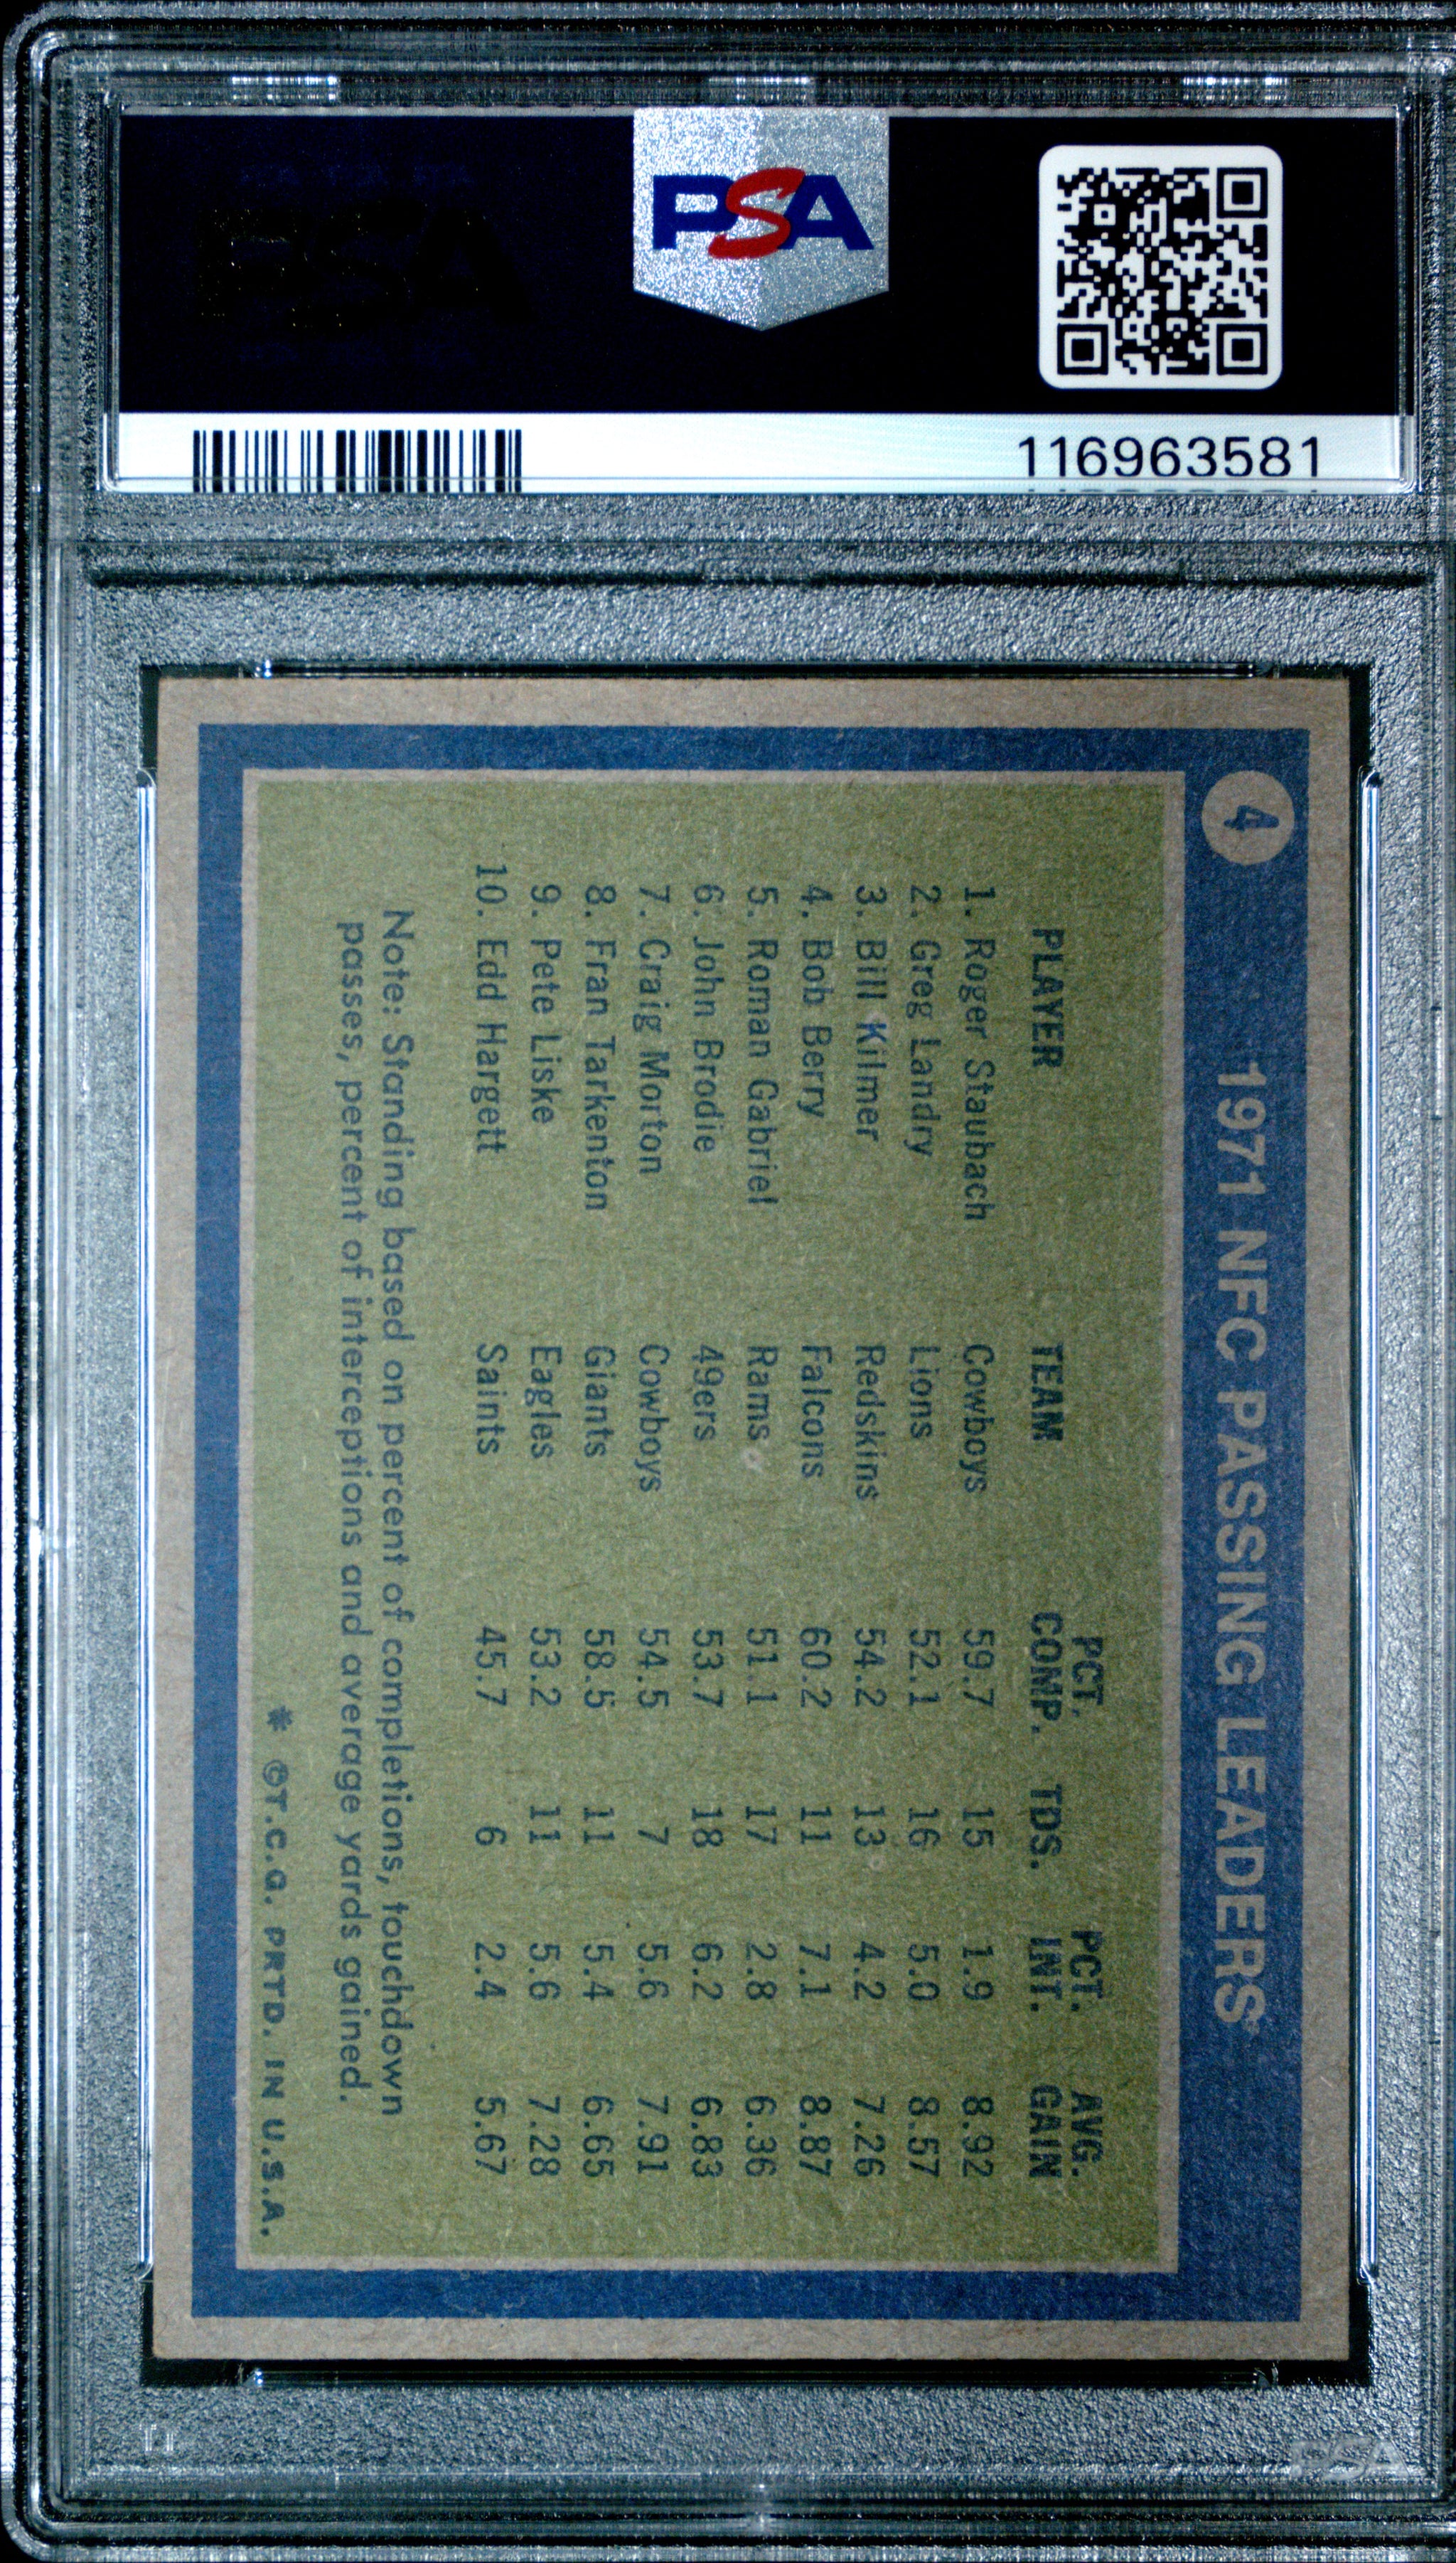 PSA
116963581
4
1971 NFC PASSING LEADERS
PLAYER TEAM PCT. COMP. TDS. PCT. INT. AVG. GAIN
1. Roger Staubach Cowboys 59.7 15 1.9 8.92
2. Greg Landry Lions 52.1 16 5.0 8.57
3. Bill Kilmer Redskins 54.2 13 4.2 7.26
4. Bob Berry Falcons 60.2 11 7.1 8.87
5. Roman Gabriel Rams 51.1 17 2.8 6.36
6. John Brodie 49ers 53.7 18 6.2 6.83
7. Craig Morton Cowboys 54.5 7 5.6 7.91
8. Fran Tarkenton Giants 58.5 11 5.4 6.65
9. Pete Liske Eagles 53.2 11 5.6 7.28
10. Edd Hargett Saints 45.7 6 2.4 5.67
Note: Standing based on percent of completions, touchdown
passes, percent of interceptions and average yards gained.
* ©T.C.G. PRTD. IN U.S.A.
PSA